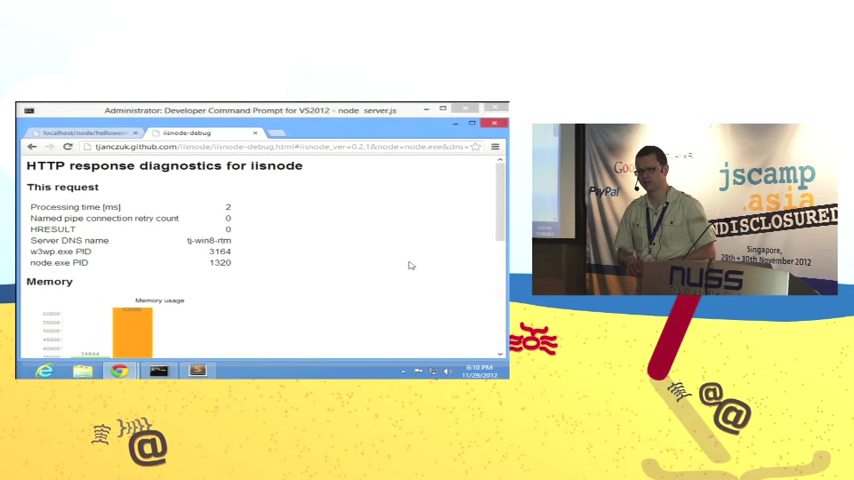 Administrator: Developer Command Prompt for VS2012 - node server.js
localhost/node/hellowor
iisnode-debug
tjanczuk.github.com/iisnode/iisnode-debug.html#iisnode_ver=0.2.1&node=node.exe&dns=
HTTP response diagnostics for iisnode
This request
Processing time [ms] 2
Named pipe connection retry count 0
HRESULT 0
Server DNS name tj-win8-rtm
w3wp.exe PID 3164
node.exe PID 1320
Memory
Memory usage
6:10 PM
11/29/2012
PayPal
jscamp
.asia
NDISCLOSURED
Singapore,
29th - 30th November 2012
nuss
@
@
@